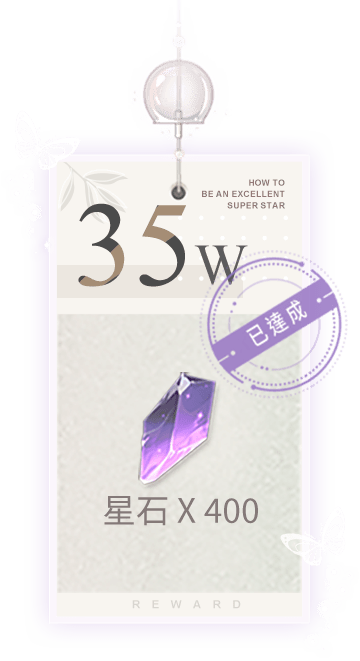 HOW TO
BE AN EXCELLENT
SUPER STAR
35W
已達成
星石 X 400
REWARD